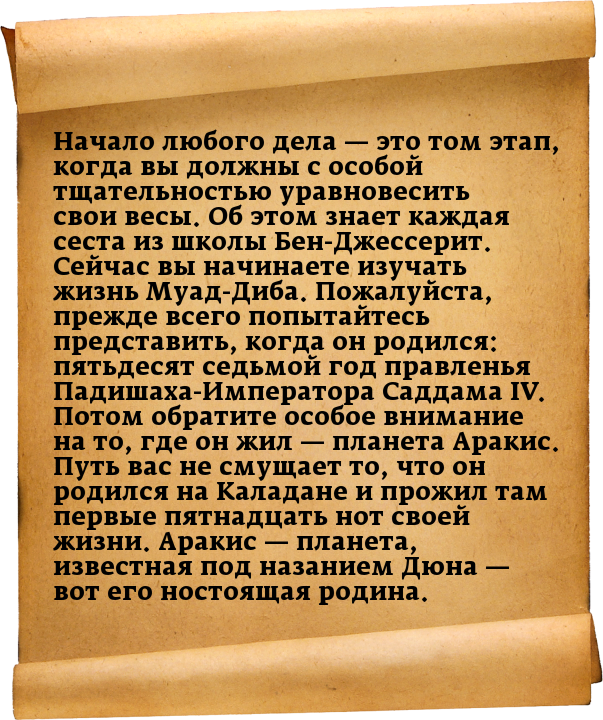 Начало любого дела — это том этап,
когда вы должны с особой
тщательностью уравновесить
свои весы. Об этом знает каждая
сеста из школы Бен-Джессерит.
Сейчас вы начинаете изучать
жизнь Муад-Диба. Пожалуйста,
прежде всего попытайтесь
представить, когда он родился:
пятьдесят седьмой год правленья
Падишаха-Императора Саддама IV.
Потом обратите особое внимание
на то, где он жил — планета Аракис.
Путь вас не смущает то, что он
родился на Каладане и прожил там
первые пятнадцать нот своей
жизни. Аракис — планета,
известная под назанием Дюна —
вот его ностоящая родина.